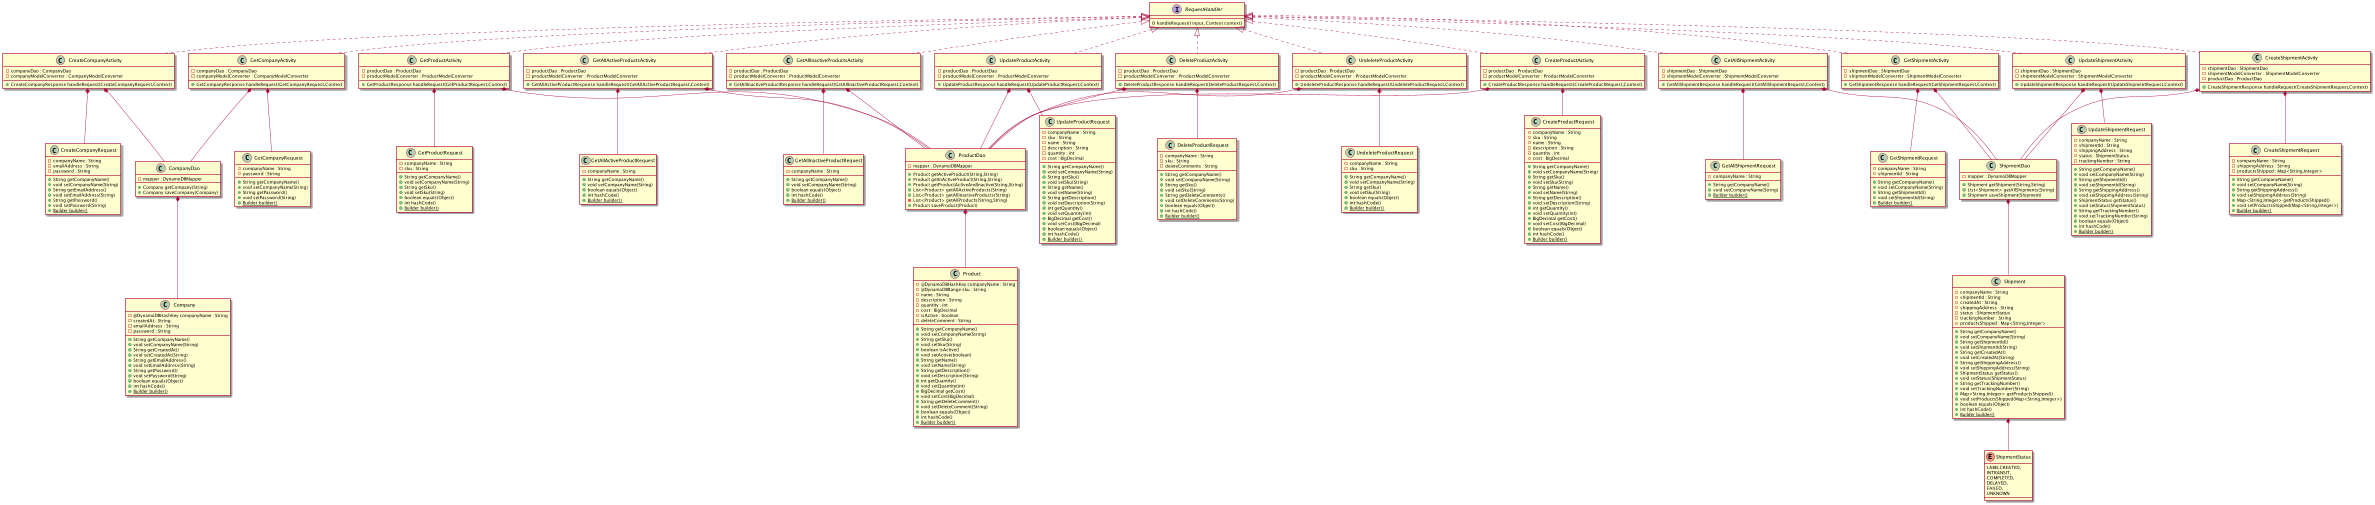 RequestHandler
O handleRequest(I input, Context context)
CreateCompanyActivity
companyDao : CompanyDao
companyModelConverter : CompanyModelConverter
CreateCompanyResponse handleRequest(CreateCompanyRequest,Context)
GetCompanyActivity
companyDao : CompanyDao
companyModelConverter : CompanyModelConverter
GetCompanyResponse handleRequest(GetCompanyRequest,Context)
GetProductActivity
productDao : ProductDao
productModelConverter : ProductModelConverter
GetProductResponse handleRequest(GetProductRequest,Context)
GetAllActiveProductsActivity
productDao : ProductDao
productModelConverter : ProductModelConverter
GetAllActiveProductResponse handleRequest(GetAllActiveProductRequest,Context)
GetAllInactiveProductsActivity
productDao : ProductDao
productModelConverter : ProductModelConverter
GetAllInactiveProductResponse handleRequest(GetAllInactiveProductRequest,Context)
UpdateProductActivity
productDao : ProductDao
productModelConverter : ProductModelConverter
UpdateProductResponse handleRequest(UpdateProductRequest,Context)
DeleteProductActivity
productDao : ProductDao
productModelConverter : ProductModelConverter
DeleteProductResponse handleRequest(DeleteProductRequest,Context)
UndeleteProductActivity
productDao : ProductDao
productModelConverter : ProductModelConverter
UndeleteProductResponse handleRequest(UndeleteProductRequest,Context)
CreateProductActivity
productDao : ProductDao
productModelConverter : ProductModelConverter
CreateProductResponse handleRequest(CreateProductRequest,Context)
GetAllShipmentActivity
shipmentDao : ShipmentDao
shipmentModelConverter : ShipmentModelConverter
GetAllShipmentResponse handleRequest(GetAllShipmentRequest,Context)
GetShipmentActivity
shipmentDao : ShipmentDao
shipmentModelConverter : ShipmentModelConverter
GetShipmentResponse handleRequest(GetShipmentRequest,Context)
UpdateShipmentActivity
shipmentDao : ShipmentDao
shipmentModelConverter : ShipmentModelConverter
UpdateShipmentResponse handleRequest(UpdateShipmentRequest,Context)
CreateShipmentActivity
shipmentDao : ShipmentDao
shipmentModelConverter : ShipmentModelConverter
productDao : ProductDao
CreateShipmentResponse handleRequest(CreateShipmentRequest,Context)
CreateCompanyRequest
companyName : String
emailAddress : String
password : String
String getCompanyName()
void setCompanyName(String)
String getEmailAddress()
void setEmailAddress(String)
String getPassword()
void setPassword(String)
Builder builder()
CompanyDao
mapper : DynamoDBMapper
Company getCompany(String)
Company saveCompany(Company)
GetCompanyRequest
companyName : String
password : String
String getCompanyName()
void setCompanyName(String)
String getPassword()
void setPassword(String)
Builder builder()
GetProductRequest
companyName : String
sku : String
String getCompanyName()
void setCompanyName(String)
String getSku()
void setSku(String)
boolean equals(Object)
int hashCode()
Builder builder()
GetAllActiveProductRequest
companyName : String
String getCompanyName()
void setCompanyName(String)
boolean equals(Object)
int hashCode()
Builder builder()
GetAllInactiveProductRequest
companyName : String
String getCompanyName()
void setCompanyName(String)
boolean equals(Object)
int hashCode()
Builder builder()
ProductDao
mapper : DynamoDBMapper
Product getActiveProduct(String,String)
Product getInActiveProduct(String,String)
Product getProductActiveAndInactive(String,String)
List<Product> getAllActiveProducts(String)
List<Product> getAllInactiveProducts(String)
List<Product> getAllProducts(String,String)
Product saveProduct(Product)
UpdateProductRequest
companyName : String
sku : String
name : String
description : String
quantity : int
cost : BigDecimal
String getCompanyName()
void setCompanyName(String)
String getSku()
void setSku(String)
String getName()
void setName(String)
String getDescription()
void setDescription(String)
int getQuantity()
void setQuantity(int)
BigDecimal getCost()
void setCost(BigDecimal)
boolean equals(Object)
int hashCode()
Builder builder()
DeleteProductRequest
companyName : String
sku : String
deleteComments : String
String getCompanyName()
void setCompanyName(String)
String getSku()
void setSku(String)
String getDeleteComments()
void setDeleteComments(String)
boolean equals(Object)
int hashCode()
Builder builder()
UndeleteProductRequest
companyName : String
sku : String
String getCompanyName()
void setCompanyName(String)
String getSku()
void setSku(String)
boolean equals(Object)
int hashCode()
Builder builder()
CreateProductRequest
companyName : String
sku : String
name : String
description : String
quantity : int
cost : BigDecimal
String getCompanyName()
void setCompanyName(String)
String getSku()
void setSku(String)
String getName()
void setName(String)
String getDescription()
void setDescription(String)
int getQuantity()
void setQuantity(int)
BigDecimal getCost()
void setCost(BigDecimal)
boolean equals(Object)
int hashCode()
Builder builder()
GetAllShipmentRequest
companyName : String
String getCompanyName()
void setCompanyName(String)
Builder builder()
GetShipmentRequest
companyName : String
shipmentId : String
String getCompanyName()
void setCompanyName(String)
String getShipmentId()
void setShipmentId(String)
Builder builder()
ShipmentDao
mapper : DynamoDBMapper
Shipment getShipment(String,String)
List<Shipment> getAllShipments(String)
Shipment saveShipment(Shipment)
UpdateShipmentRequest
companyName : String
shipmentId : String
shippingAddress : String
status : ShipmentStatus
trackingNumber : String
String getCompanyName()
void setCompanyName(String)
String getShipmentId()
void setShipmentId(String)
String getShippingAddress()
void setShippingAddress(String)
ShipmentStatus getStatus()
void setStatus(ShipmentStatus)
String getTrackingNumber()
void setTrackingNumber(String)
boolean equals(Object)
int hashCode()
Builder builder()
CreateShipmentRequest
companyName : String
shippingAddress : String
productsShipped : Map<String,Integer>
String getCompanyName()
void setCompanyName(String)
String getShippingAddress()
void setShippingAddress(String)
Map<String,Integer> getProductsShipped()
void setProductsShipped(Map<String,Integer>)
Builder builder()
Company
@DynamoDBHashKey companyName : String
createdAt : String
emailAddress : String
password : String
String getCompanyName()
void setCompanyName(String)
String getCreatedAt()
void setCreatedAt(String)
String getEmailAddress()
void setEmailAddress(String)
String getPassword()
void setPassword(String)
boolean equals(Object)
int hashCode()
Builder builder()
Product
@DynamoDBHashKey companyName : String
@DynamoDBRange sku : String
name : String
description : String
quantity : int
cost : BigDecimal
isActive : boolean
deleteComment : String
String getCompanyName()
void setCompanyName(String)
String getSku()
void setSku(String)
boolean isActive()
void setActive(boolean)
String getName()
void setName(String)
String getDescription()
void setDescription(String)
int getQuantity()
void setQuantity(int)
BigDecimal getCost()
void setCost(BigDecimal)
String getDeleteComment()
void setDeleteComment(String)
boolean equals(Object)
int hashCode()
Builder builder()
Shipment
companyName : String
shipmentId : String
createdAt : String
shippingAddress : String
status : ShipmentStatus
trackingNumber : String
productsShipped : Map<String,Integer>
String getCompanyName()
void setCompanyName(String)
String getShipmentId()
void setShipmentId(String)
String getCreatedAt()
void setCreatedAt(String)
String getShippingAddress()
void setShippingAddress(String)
ShipmentStatus getStatus()
void setStatus(ShipmentStatus)
String getTrackingNumber()
void setTrackingNumber(String)
Map<String,Integer> getProductsShipped()
void setProductsShipped(Map<String,Integer>)
boolean equals(Object)
int hashCode()
Builder builder()
ShipmentStatus
LABELCREATED,
INTRANSIT,
COMPLETED,
DELAYED,
FAILED,
UNKNOWN